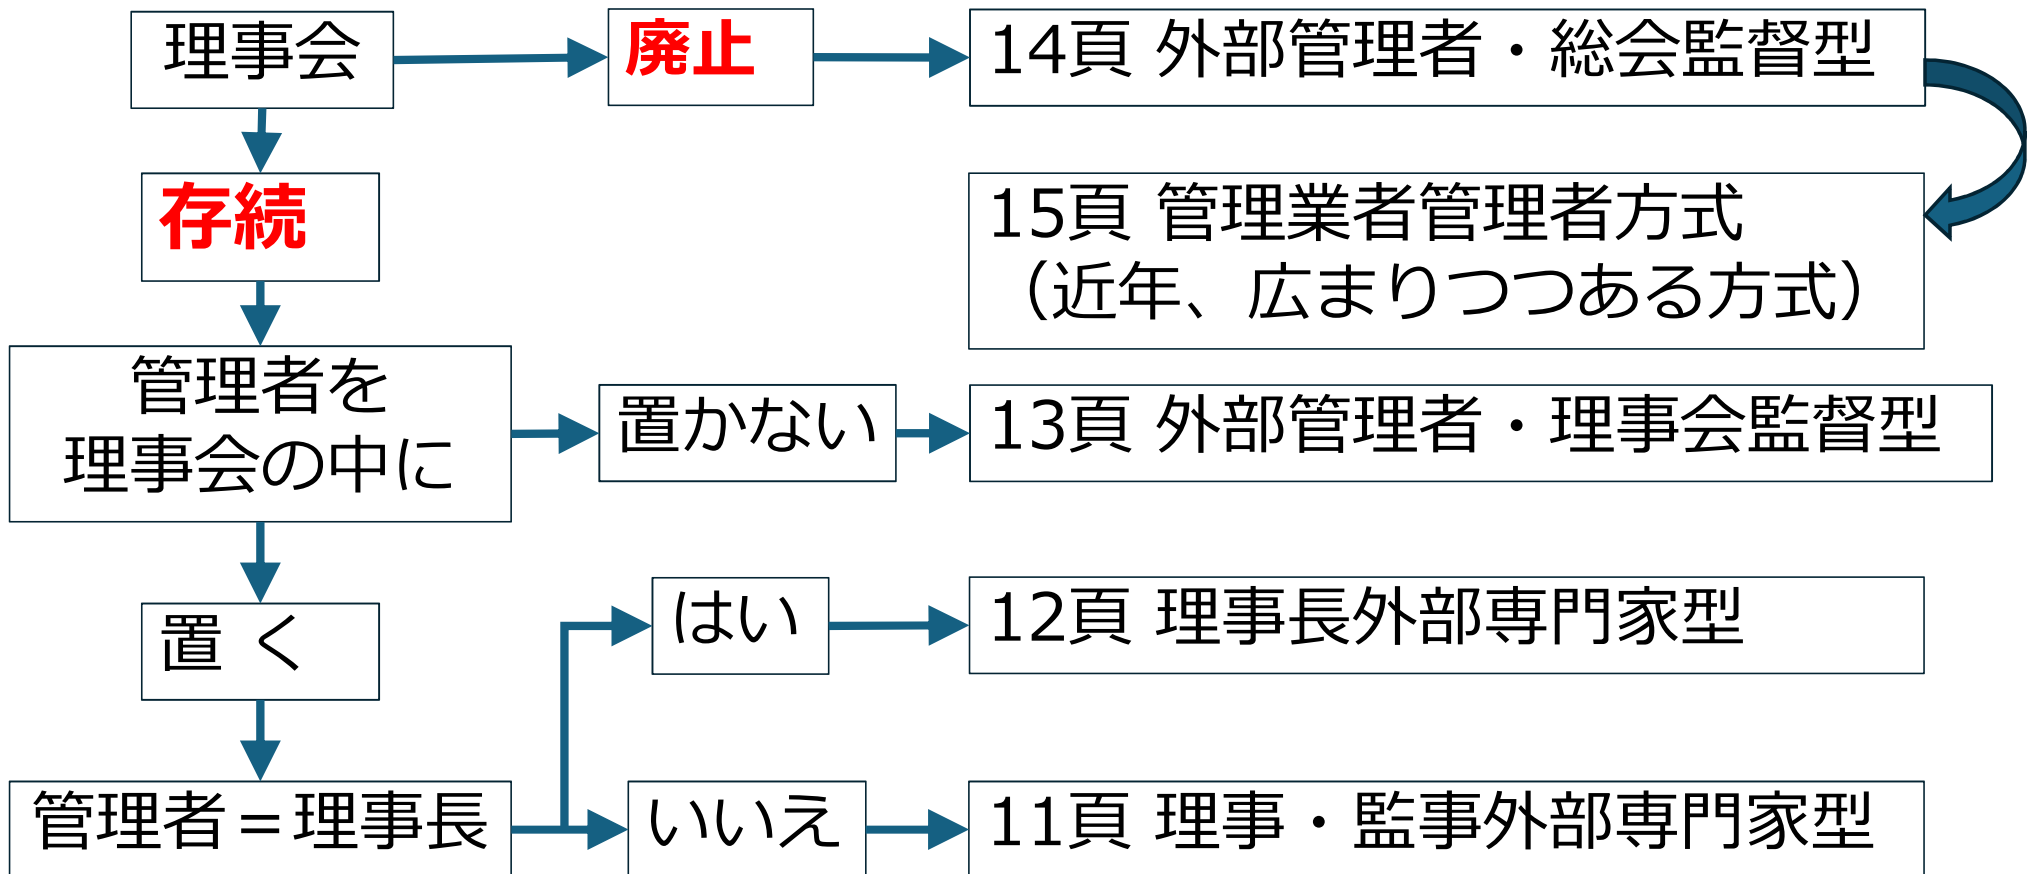 理事会
廃止
14頁 外部管理者・総会監督型
存続
15頁 管理業者管理者方式
（近年、広まりつつある方式）
管理者を
理事会の中に
置かない
13頁 外部管理者・理事会監督型
置 く
はい
12頁 理事長外部専門家型
管理者＝理事長
いいえ
11頁 理事・監事外部専門家型